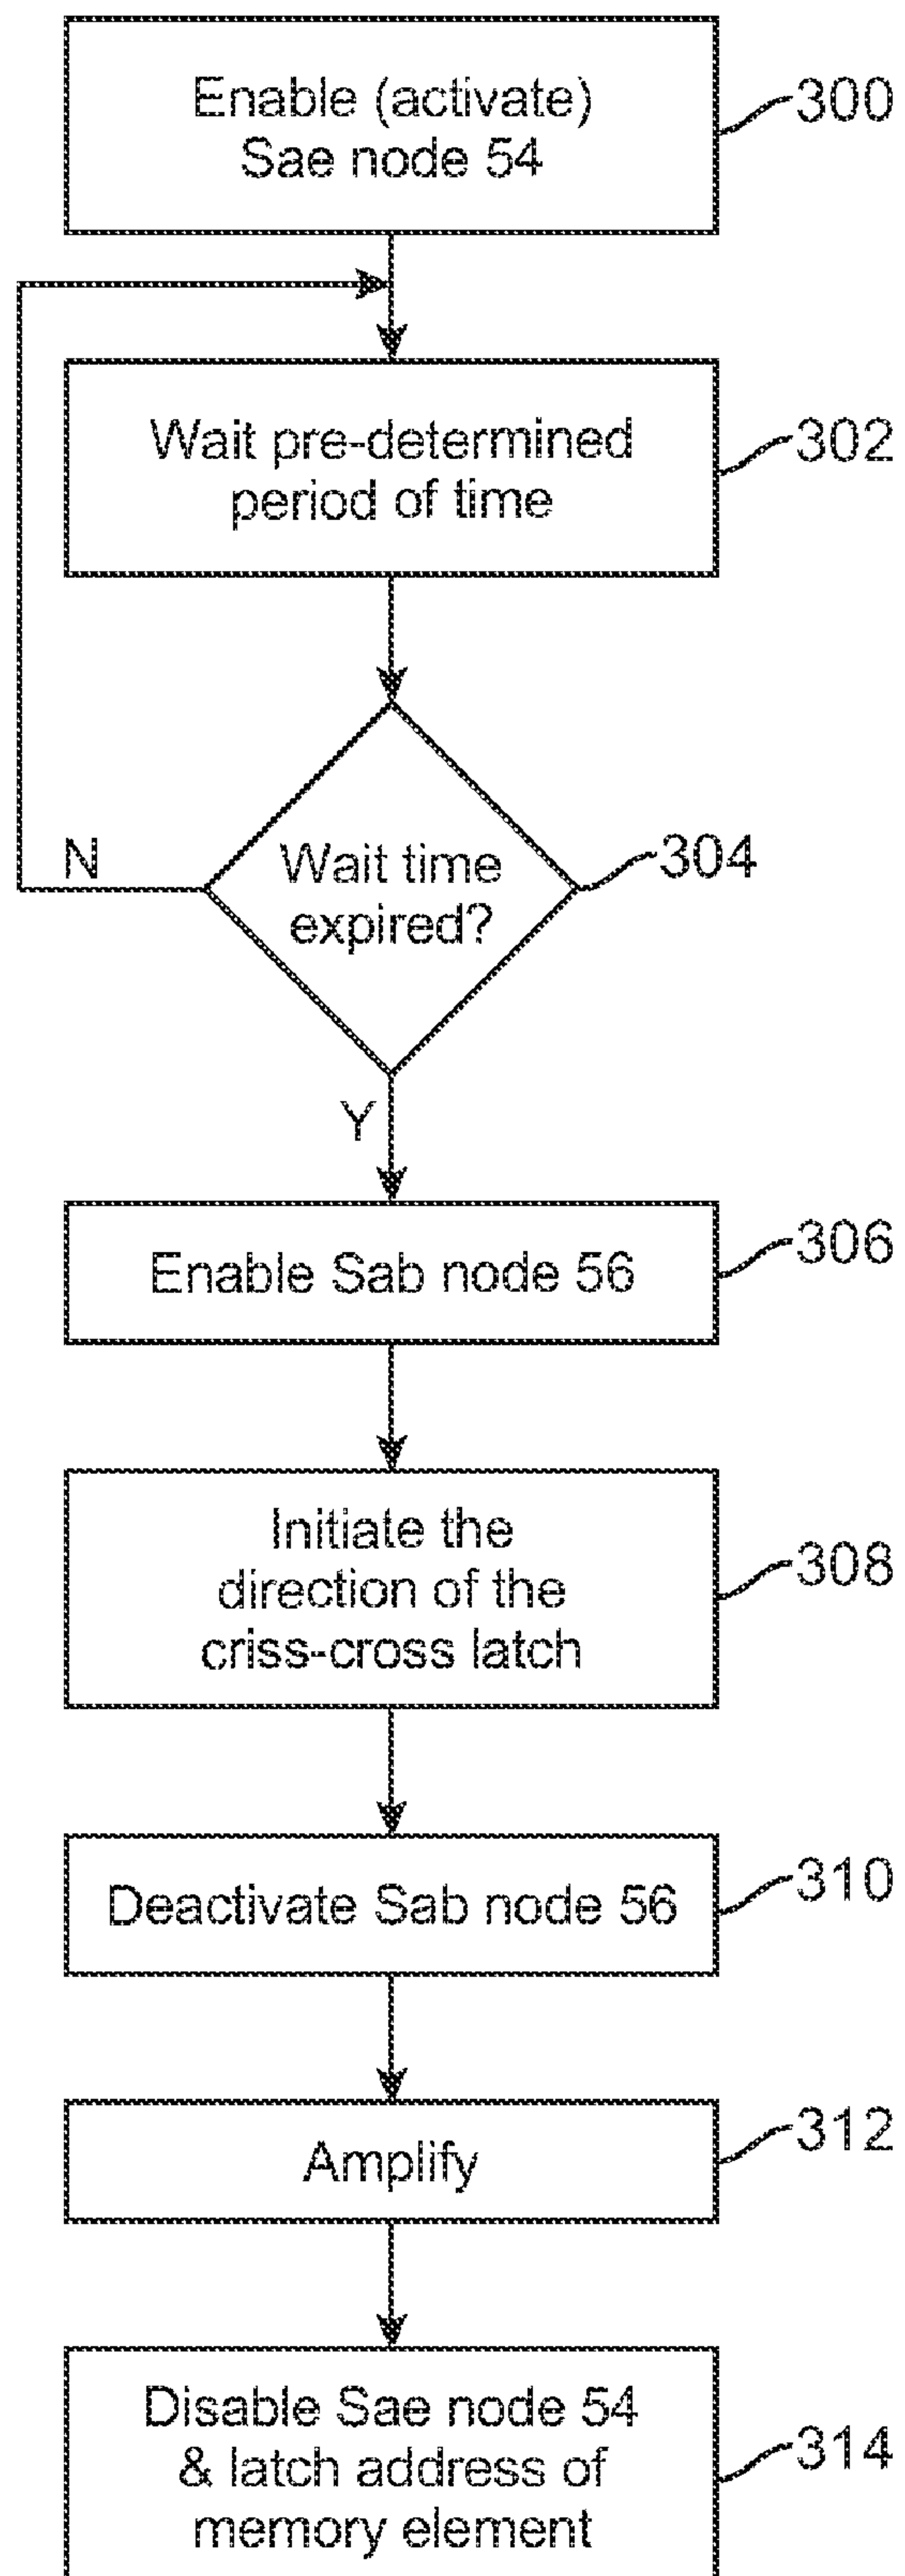 Enable (activate)
Sae node 54
300
Wait pre-determined
period of time
302
Wait time
expired?
304
N
Y
Enable Sab node 56
306
Initiate the
direction of the
criss-cross latch
308
Deactivate Sab node 56
310
Amplify
312
Disable Sae node 54
& latch address of
memory element
314